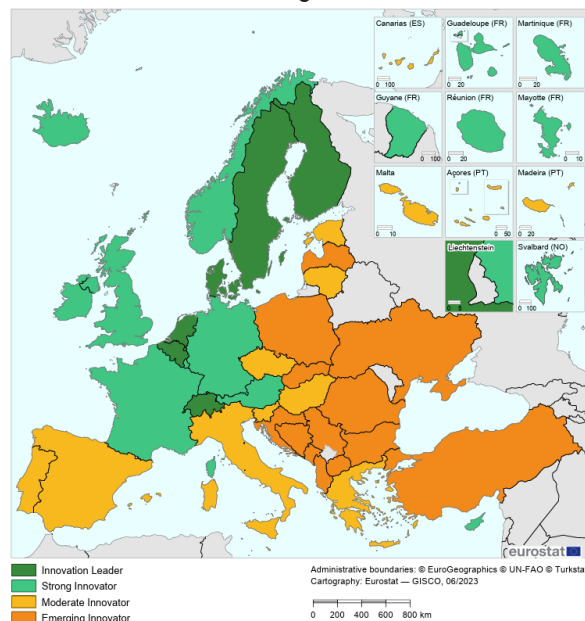 Canarias (ES)
0 100
Guadeloupe (FR)
0 20
Martinique (FR)
0 20
Guyane (FR)
0 100
Réunion (FR)
0 20
Mayotte (FR)
0 10
Malta
0 10
Açores (PT)
0 50
Madeira (PT)
0 20
Liechtenstein
0 5
Svalbard (NO)
0 100
eurostat
Innovation Leader
Strong Innovator
Moderate Innovator
Emerging Innovator
Administrative boundaries: © EuroGeographics © UN-FAO © Turksta
Cartography: Eurostat — GISCO, 06/2023
0 200 400 600 800 km